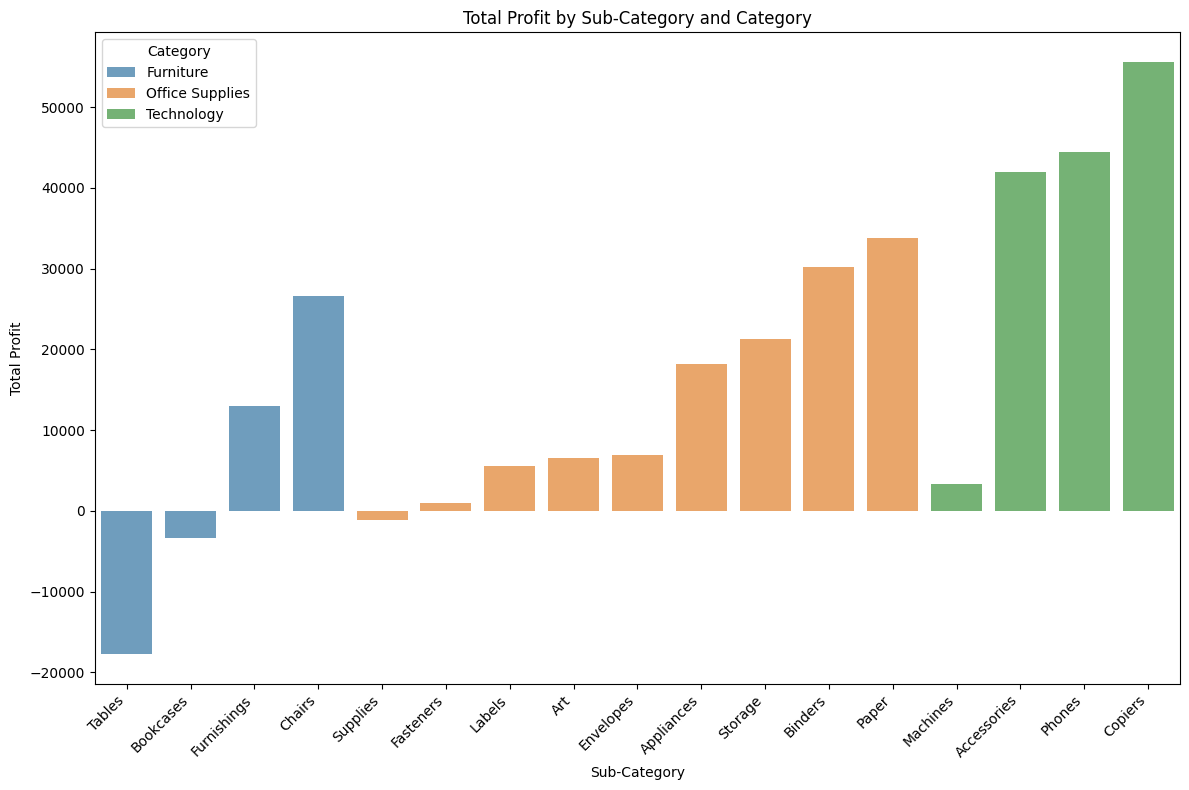 Total Profit by Sub-Category and Category
Category
Furniture
Office Supplies
Technology
Total Profit
50000
40000
30000
20000
10000
0
−10000
−20000
Tables
Bookcases
Furnishings
Chairs
Supplies
Fasteners
Labels
Art
Envelopes
Appliances
Storage
Binders
Paper
Machines
Accessories
Phones
Copiers
Sub-Category